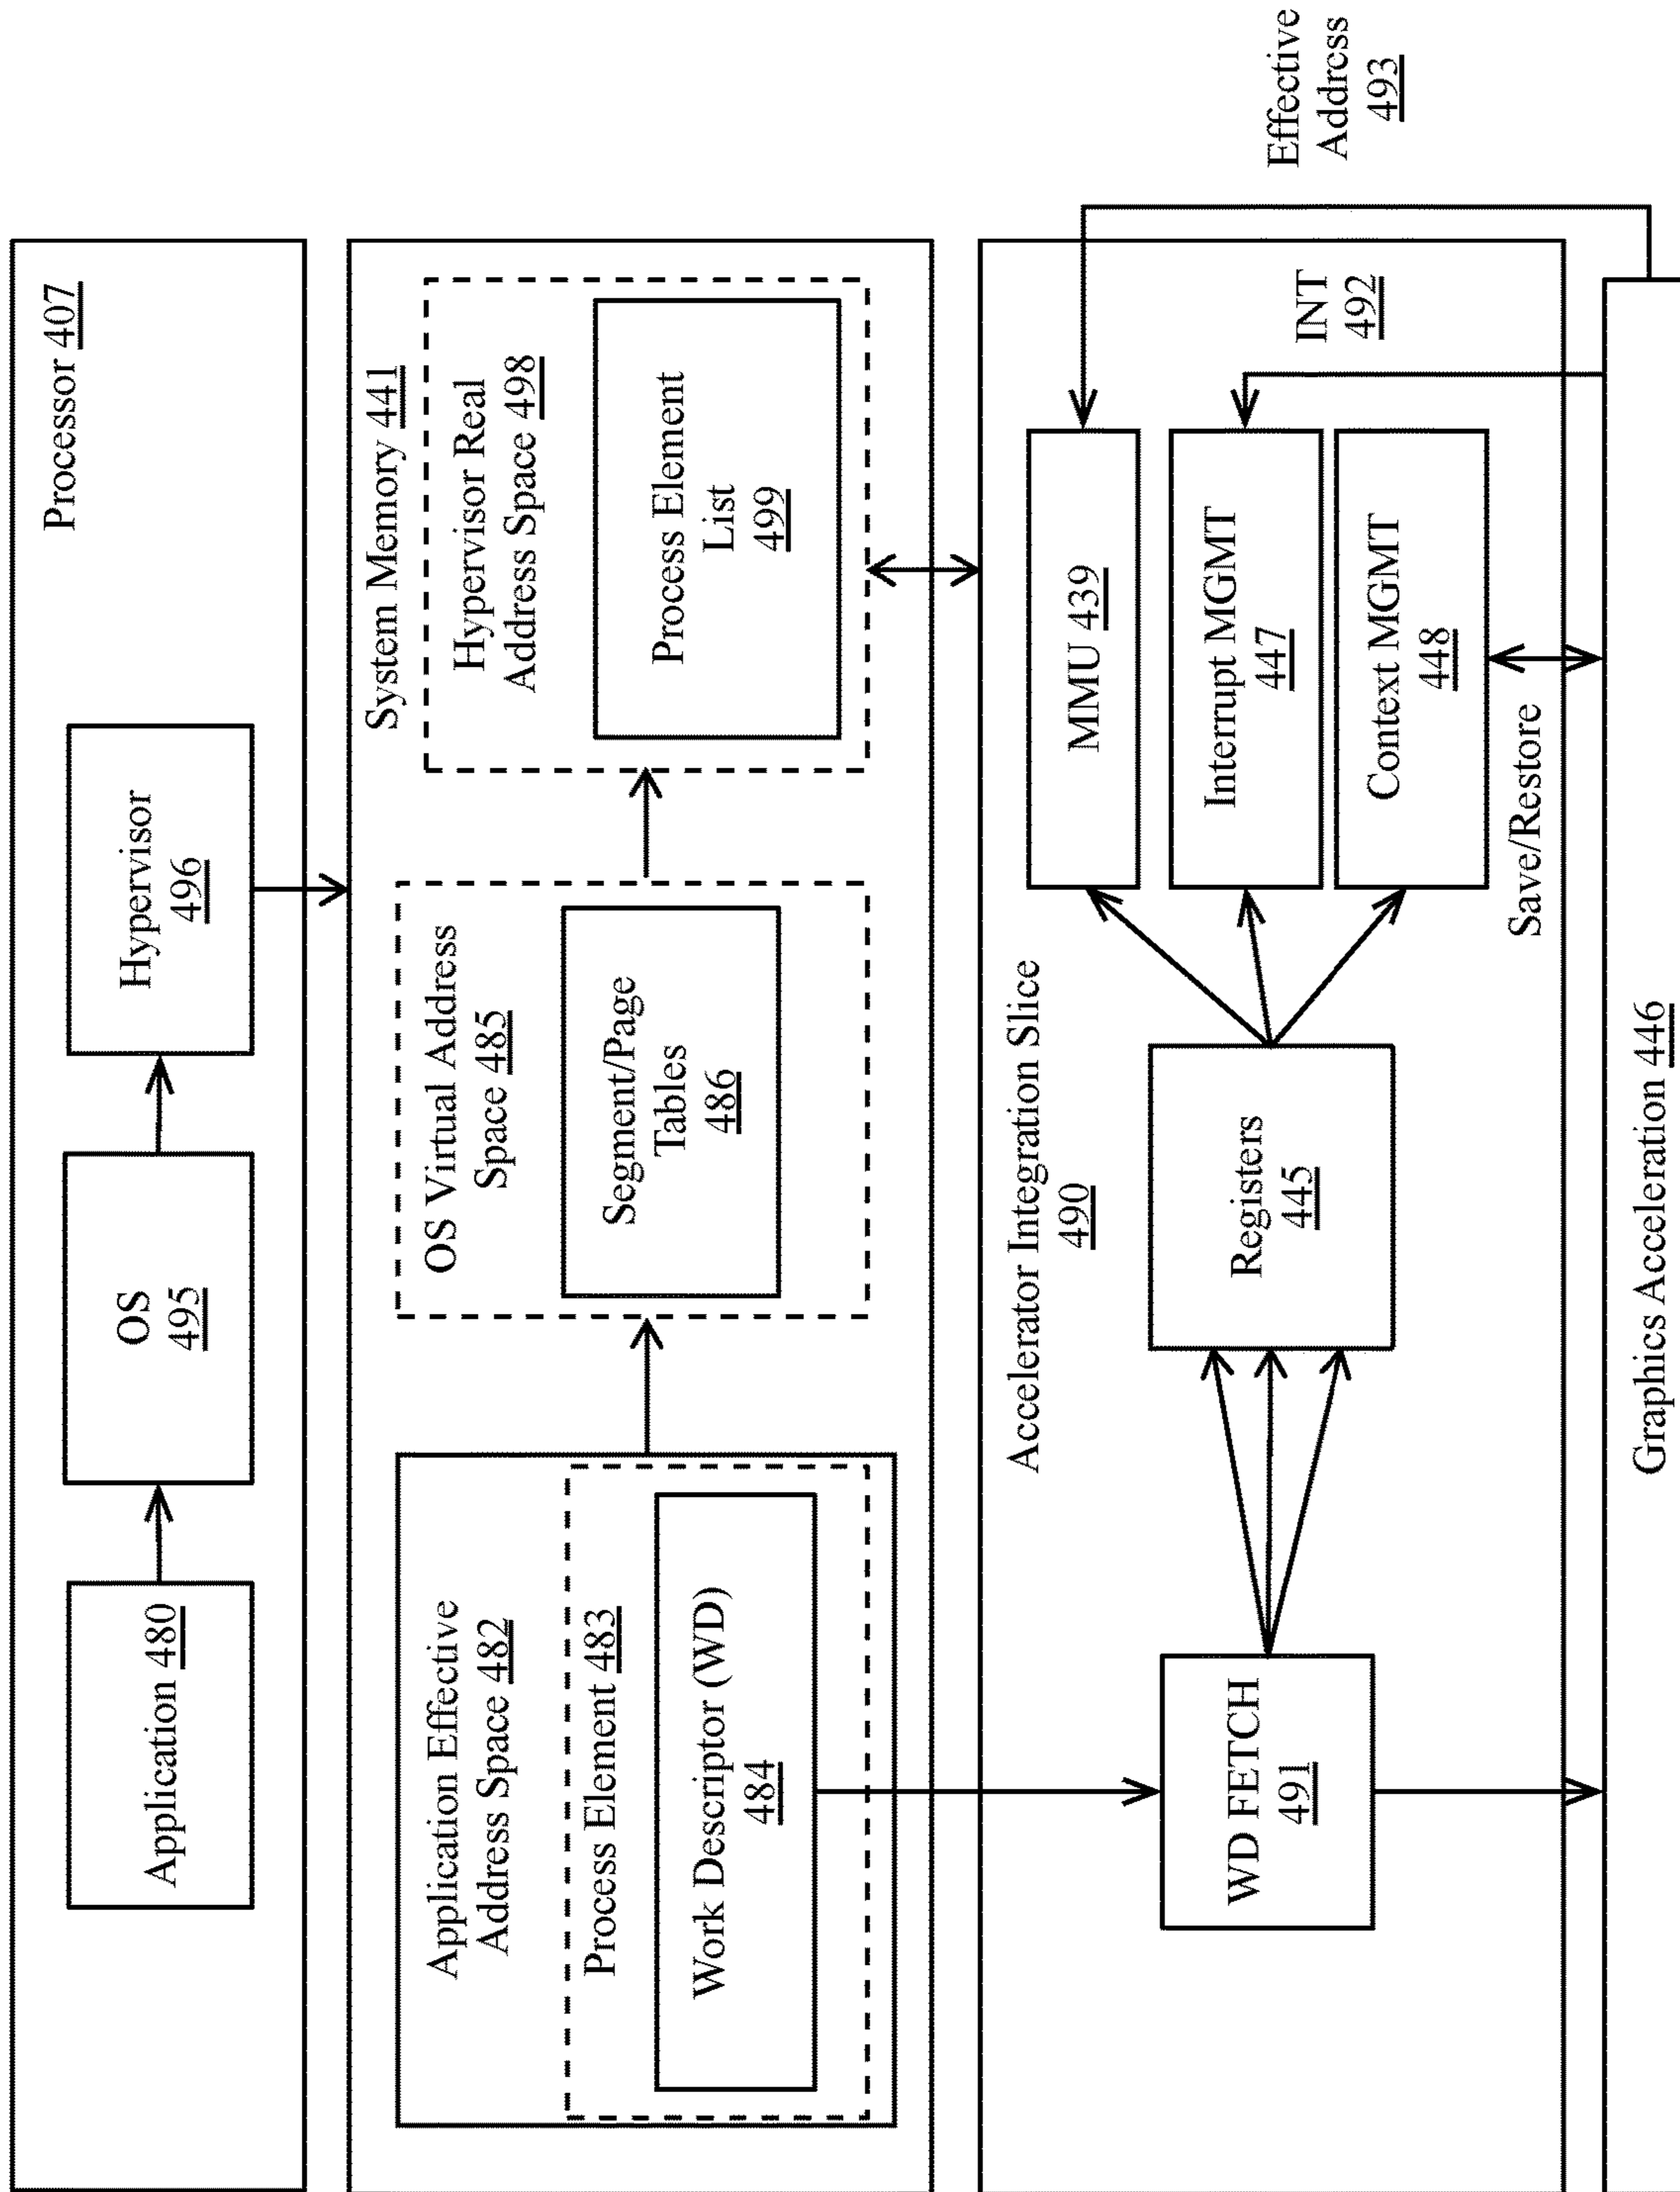 Processor 407
Application 480
OS
495
Hypervisor
496
System Memory 441
Application Effective
Address Space 482
Process Element 483
Work Descriptor (WD)
484
OS Virtual Address
Space 485
Segment/Page
Tables
486
Hypervisor Real
Address Space 498
Process Element
List
499
Accelerator Integration Slice
490
WD FETCH
491
Registers
445
MMU 439
Interrupt MGMT
447
Context MGMT
448
Save/Restore
INT
492
Effective
Address
493
Graphics Acceleration 446